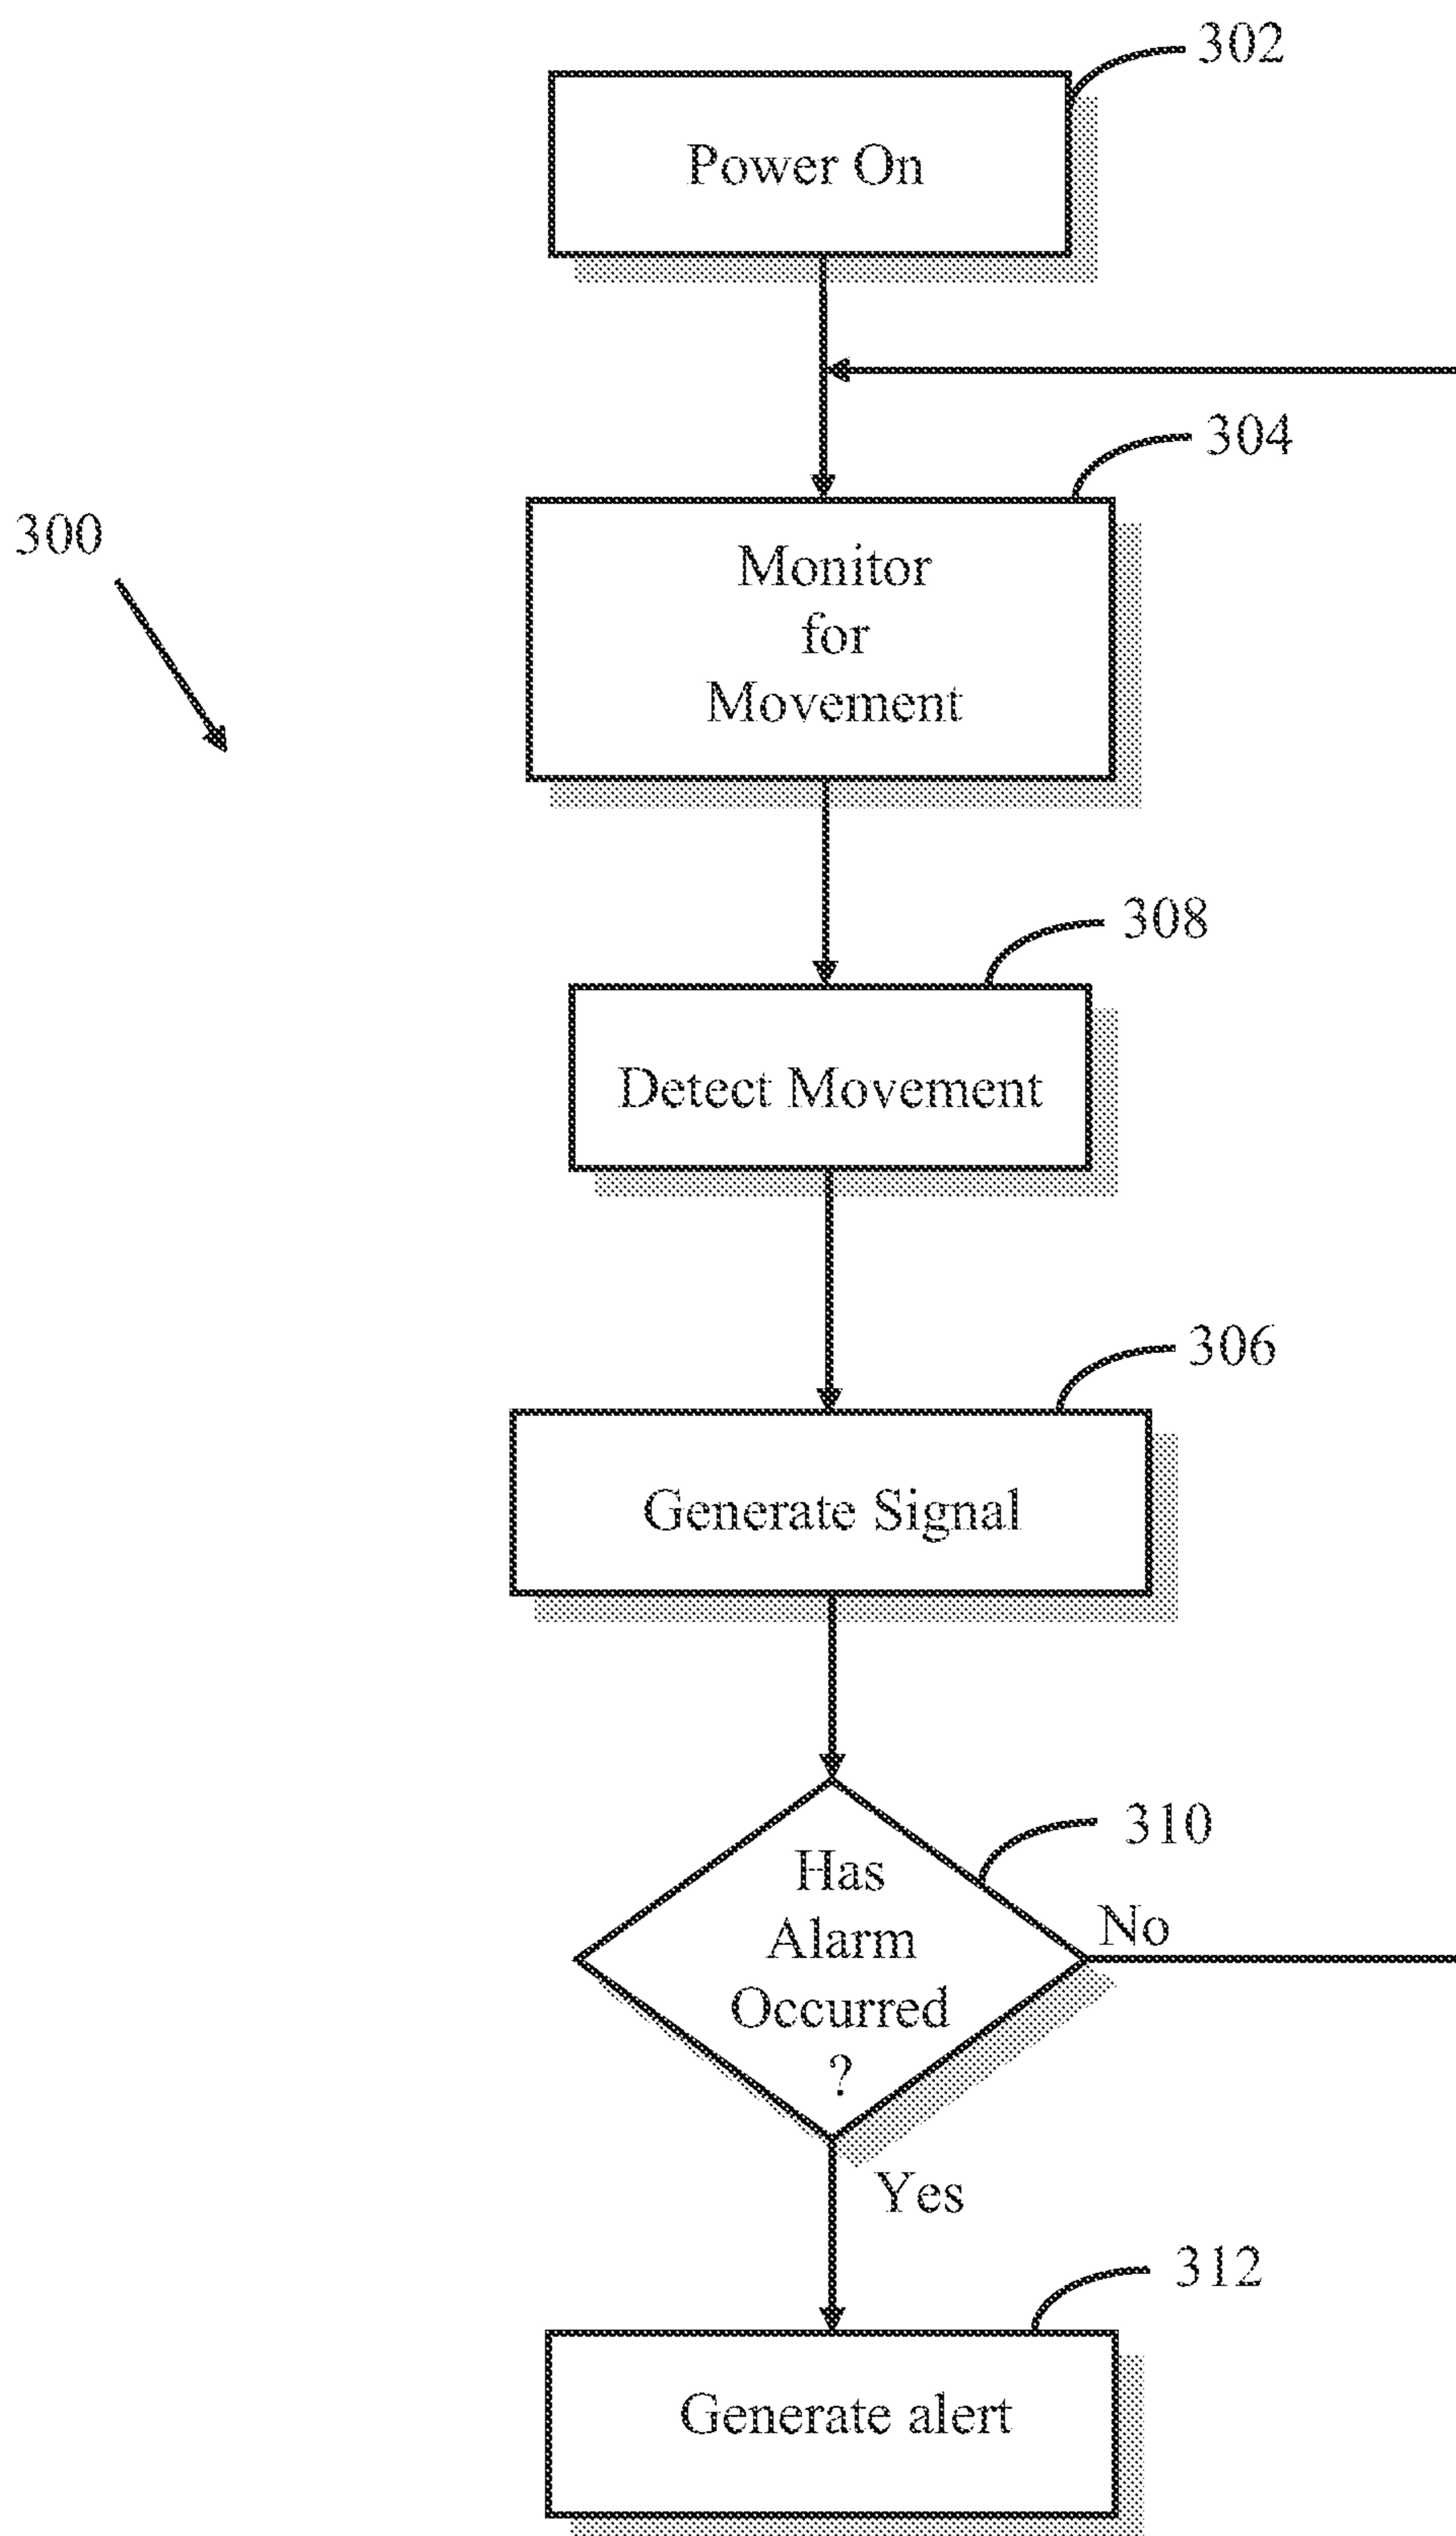 302
Power On
304
300
Monitor
for
Movement
308
Detect Movement
306
Generate Signal
310
Has
Alarm
Occurred
?
No
Yes
312
Generate alert